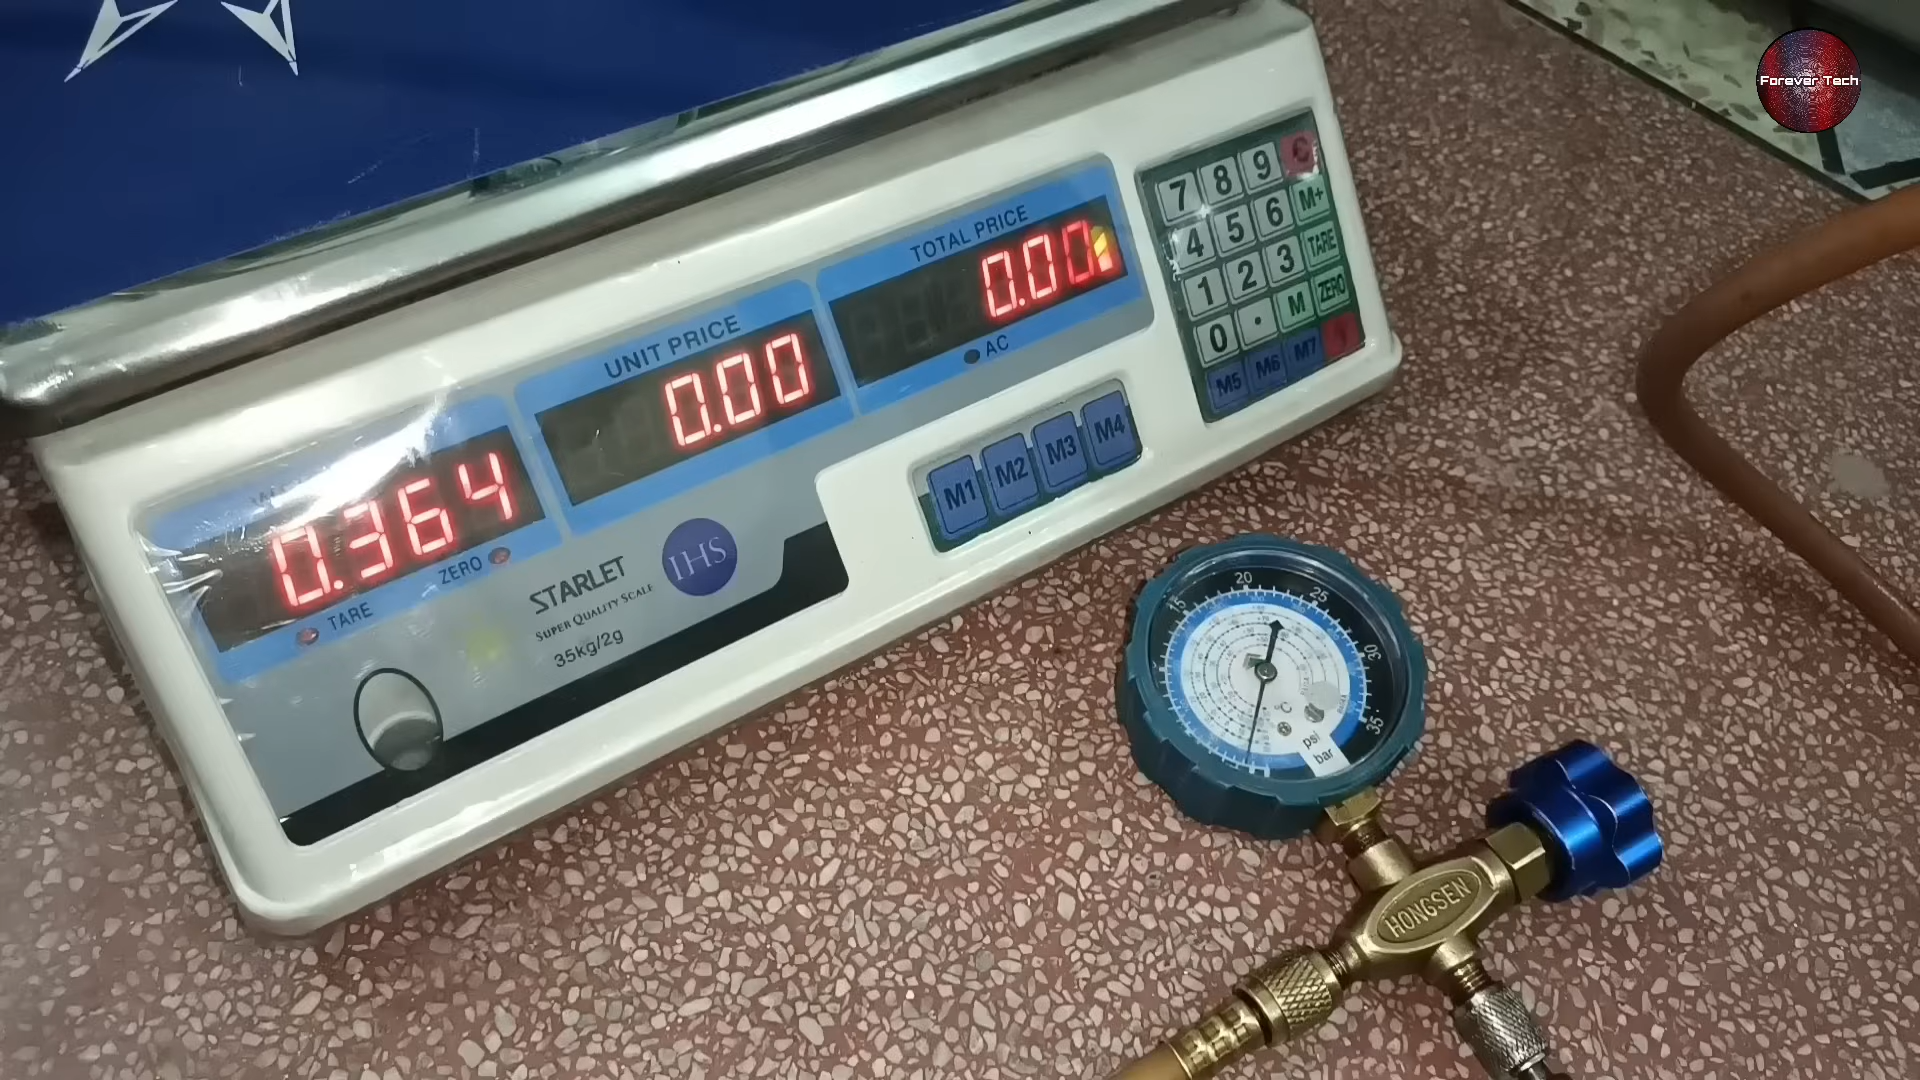 Forever Tech
TOTAL PRICE
0.00
AC
UNIT PRICE
0.00
0.364
ZERO
TARE
STARLET
SUPER QUALITY SCALE
35kg/2g
IHS
7 8 9 C
4 5 6 M+
1 2 3 TARE
0 . M ZERO
M5 M6 M7
M1 M2 M3 M4
15 20 25 30 35
°C
psi
bar
HONGSEN